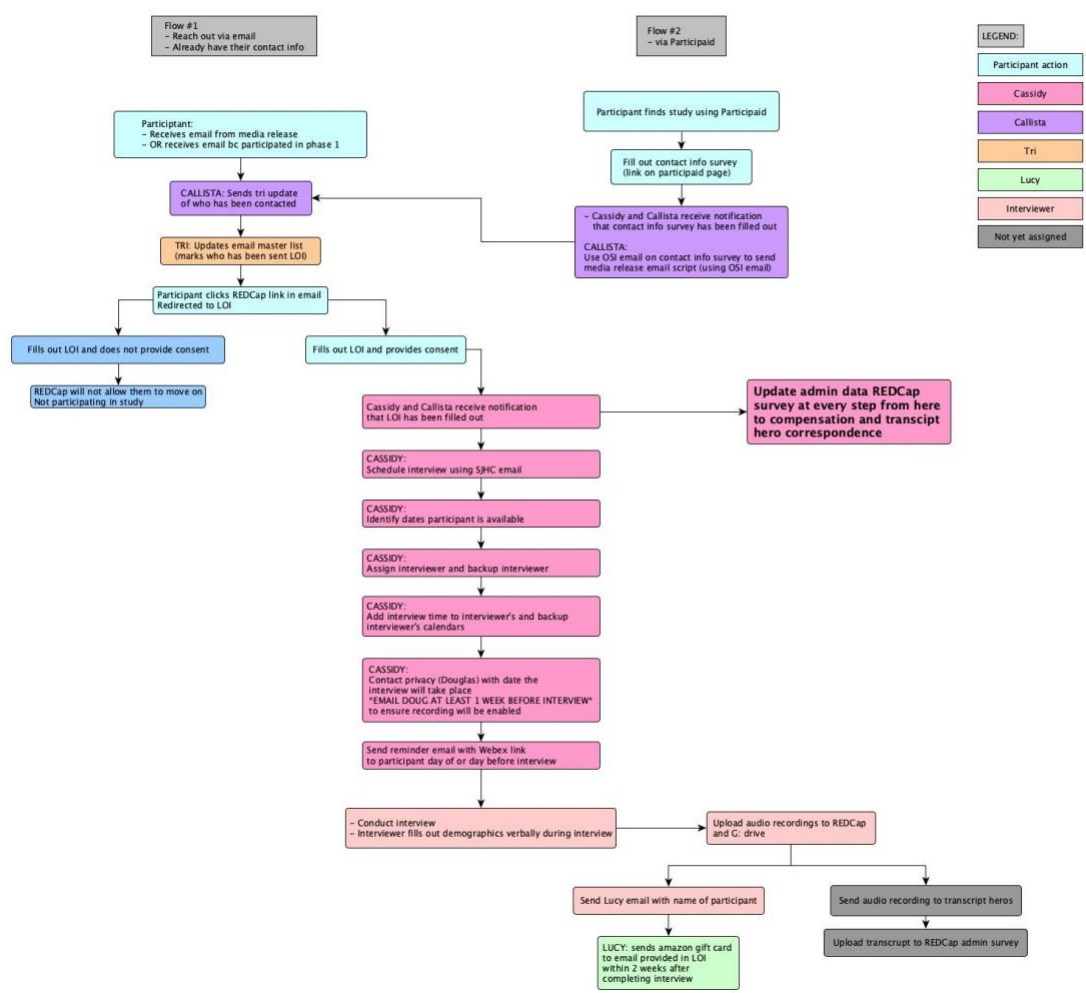 Flow #1
- Reach out via email
- Already have their contact info
Flow #2
- via Participaid
LEGEND:
Participant action
Cassidy
Callista
Tri
Lucy
Interviewer
Not yet assigned
Participtant:
- Receives email from media release
- OR receives email bc participated in phase 1
Participant finds study using Participaid
Fill out contact info survey
(link on participaid page)
CALLISTA: Sends tri update
of who has been contacted
- Cassidy and Callista receive notification
that contact info survey has been filled out
CALLISTA:
Use OSI email on contact info survey to send
media release email script (using OSI email)
TRI: Updates email master list
(marks who has been sent LOI)
Participant clicks REDCap link in email
Redirected to LOI
Fills out LOI and does not provide consent
Fills out LOI and provides consent
REDCap will not allow them to move on
Not participating in study
Cassidy and Callista receive notification
that LOI has been filled out
Update admin data REDCap
survey at every step from here
to compensation and transcipt
hero correspondence
CASSIDY:
Schedule interview using SJHC email
CASSIDY:
Identify dates participant is available
CASSIDY:
Assign interviewer and backup interviewer
CASSIDY:
Add interview time to interviewer's and backup
interviewer's calendars
CASSIDY:
Contact privacy (Douglas) with date the
interview will take place
*EMAIL DOUG AT LEAST 1 WEEK BEFORE INTERVIEW*
to ensure recording will be enabled
Send reminder email with Webex link
to participant day of or day before interview
- Conduct interview
- Interviewer fills out demographics verbally during interview
Upload audio recordings to REDCap
and G: drive
Send Lucy email with name of participant
Send audio recording to transcript heros
LUCY: sends amazon gift card
to email provided in LOI
within 2 weeks after
completing interview
Upload transcrupt to REDCap admin survey